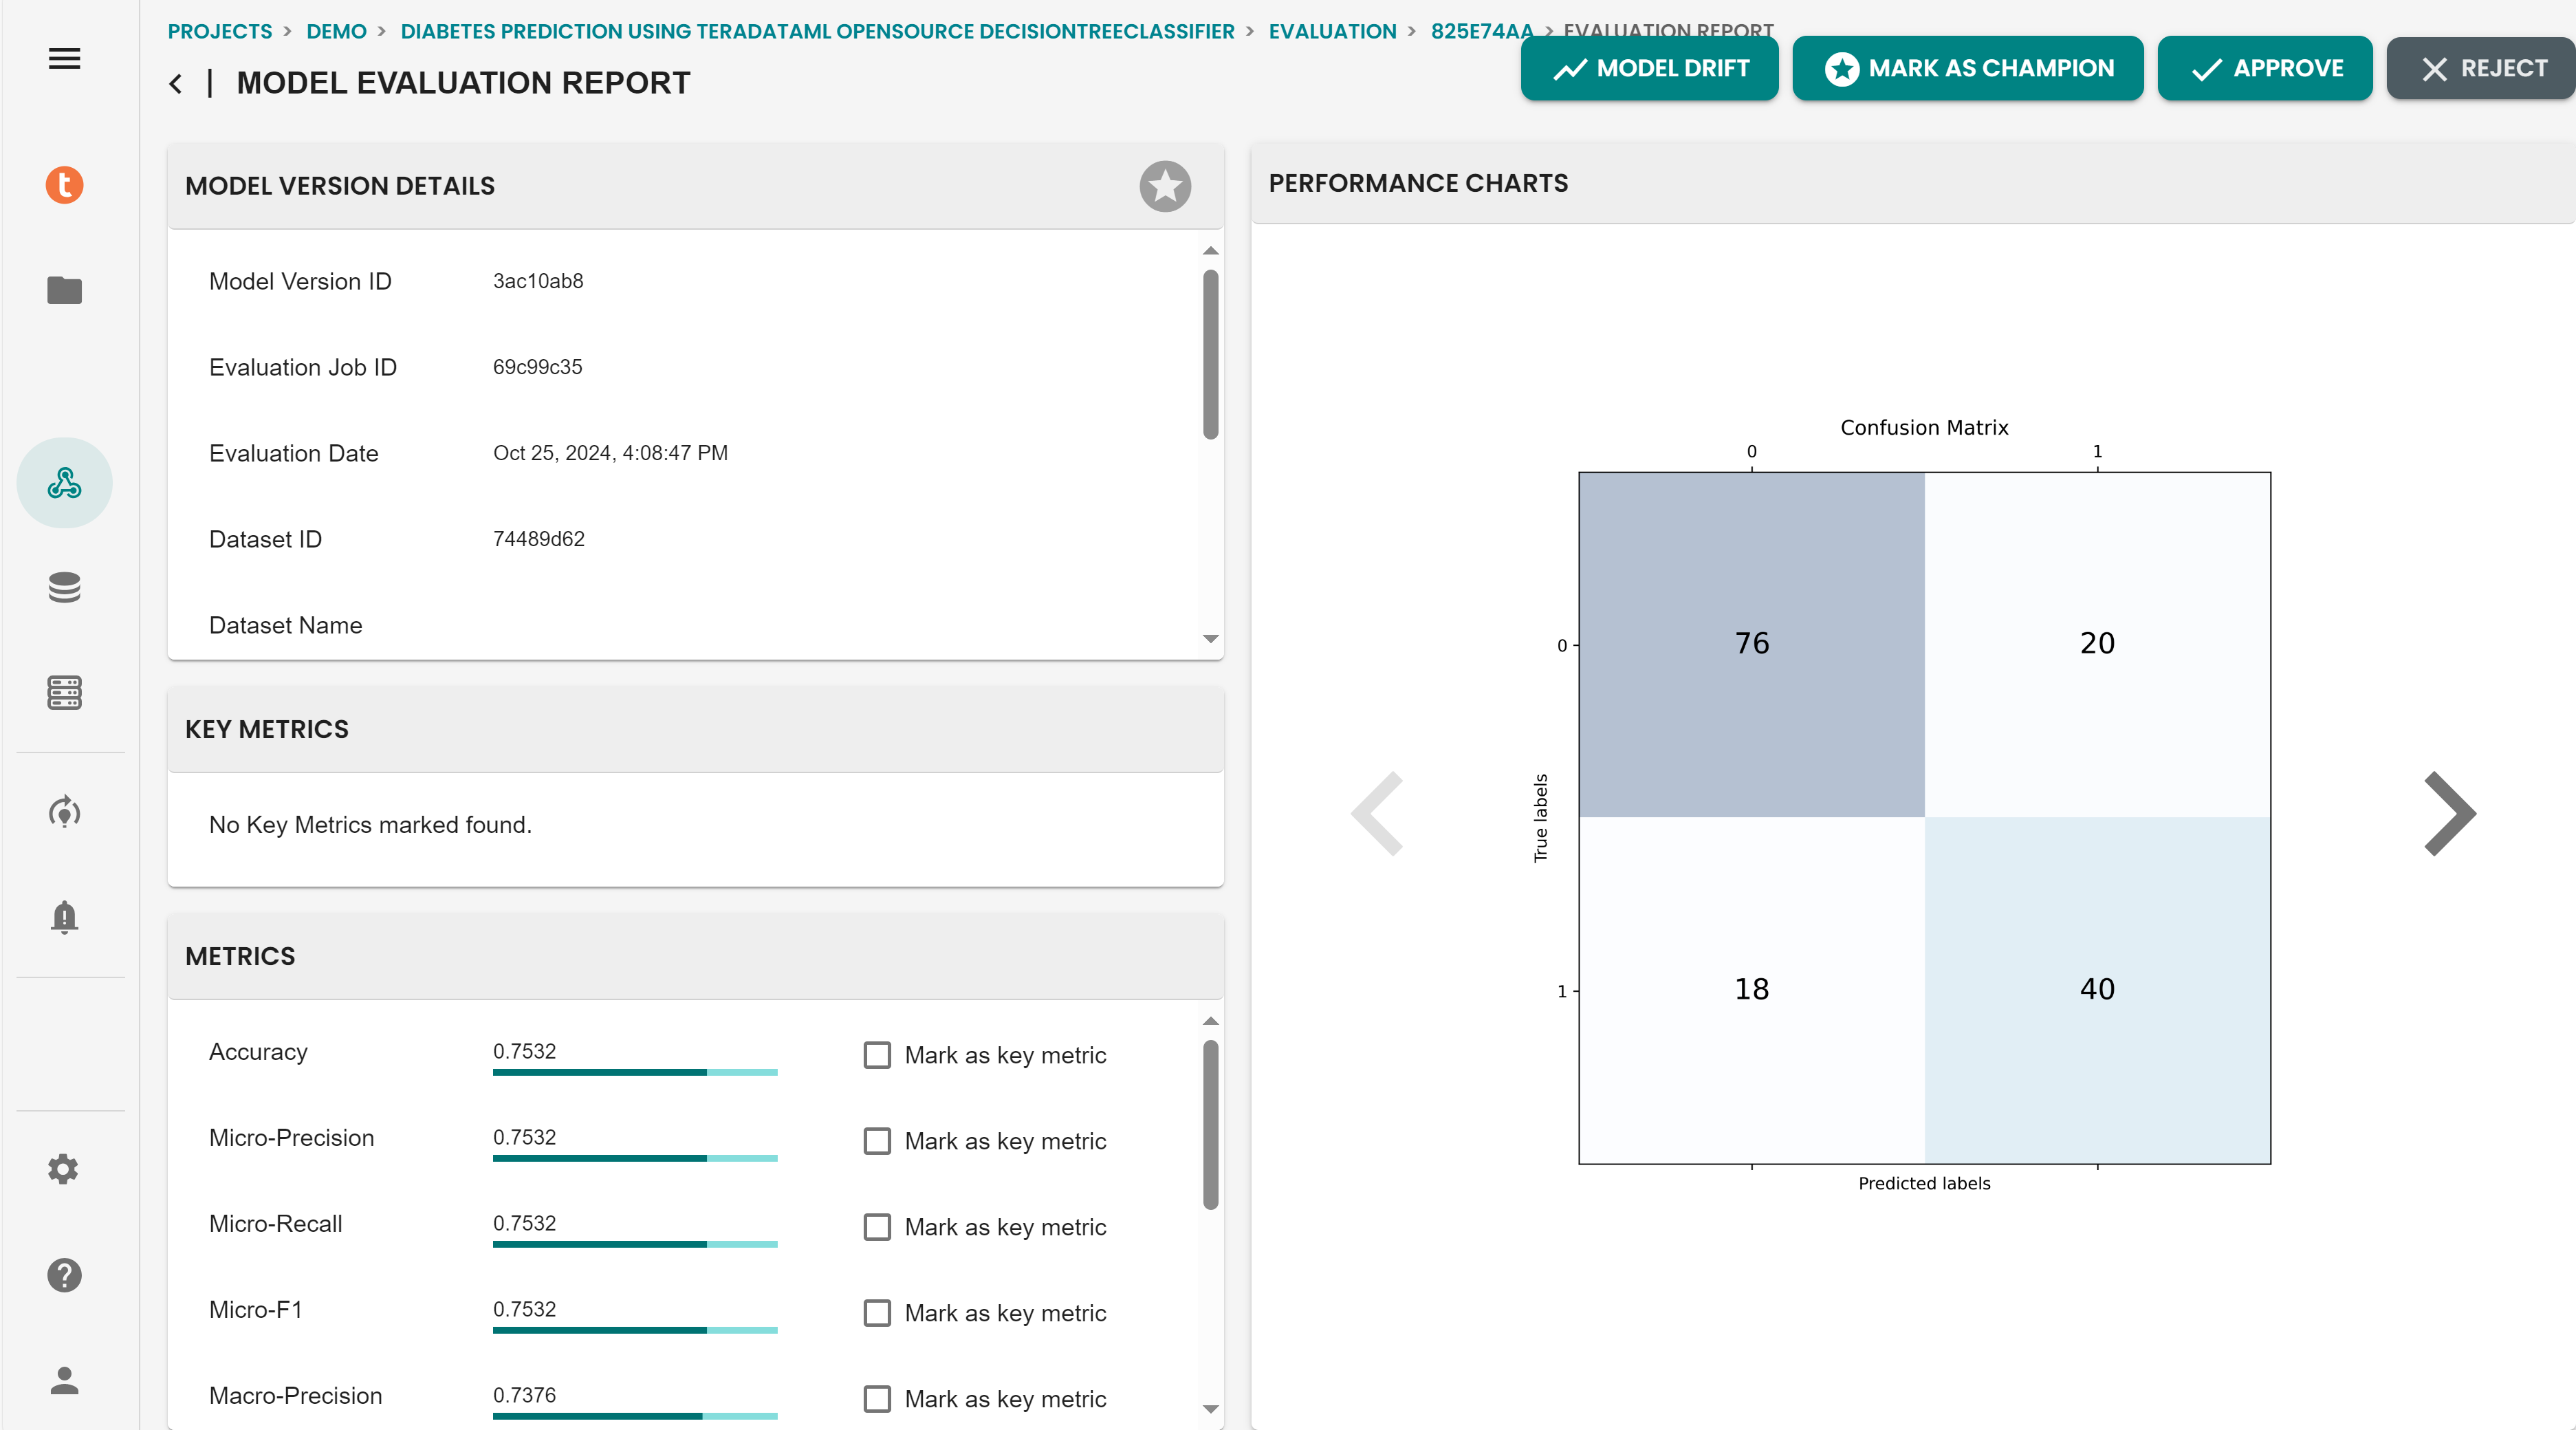 PROJECTS > DEMO > DIABETES PREDICTION USING TERADATAML OPENSOURCE DECISIONTREECLASSIFIER > EVALUATION > 825E74AA > EVALUATION REPORT
MODEL EVALUATION REPORT
MODEL DRIFT
MARK AS CHAMPION
APPROVE
REJECT
t
MODEL VERSION DETAILS
Model Version ID 3ac10ab8
Evaluation Job ID 69c99c35
Evaluation Date Oct 25, 2024, 4:08:47 PM
Dataset ID 74489d62
Dataset Name
KEY METRICS
No Key Metrics marked found.
METRICS
Accuracy 0.7532 Mark as key metric
Micro-Precision 0.7532 Mark as key metric
Micro-Recall 0.7532 Mark as key metric
Micro-F1 0.7532 Mark as key metric
Macro-Precision 0.7376 Mark as key metric
PERFORMANCE CHARTS
Confusion Matrix
0 1
0 76 20
True labels
1 18 40
Predicted labels